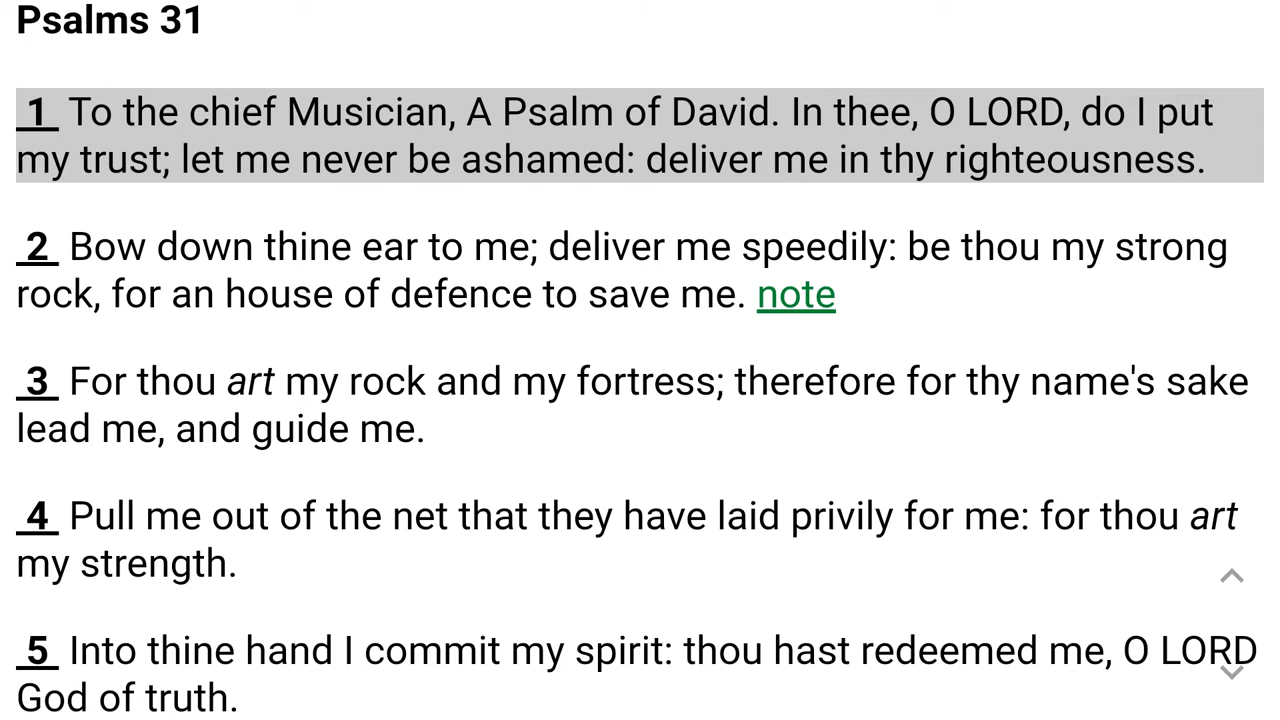 Psalms 31
1 To the chief Musician, A Psalm of David. In thee, O LORD, do I put
my trust; let me never be ashamed: deliver me in thy righteousness.
2 Bow down thine ear to me; deliver me speedily: be thou my strong
rock, for an house of defence to save me. note
3 For thou art my rock and my fortress; therefore for thy name's sake
lead me, and guide me.
4 Pull me out of the net that they have laid privily for me: for thou art
my strength.
5 Into thine hand I commit my spirit: thou hast redeemed me, O LORD
God of truth.